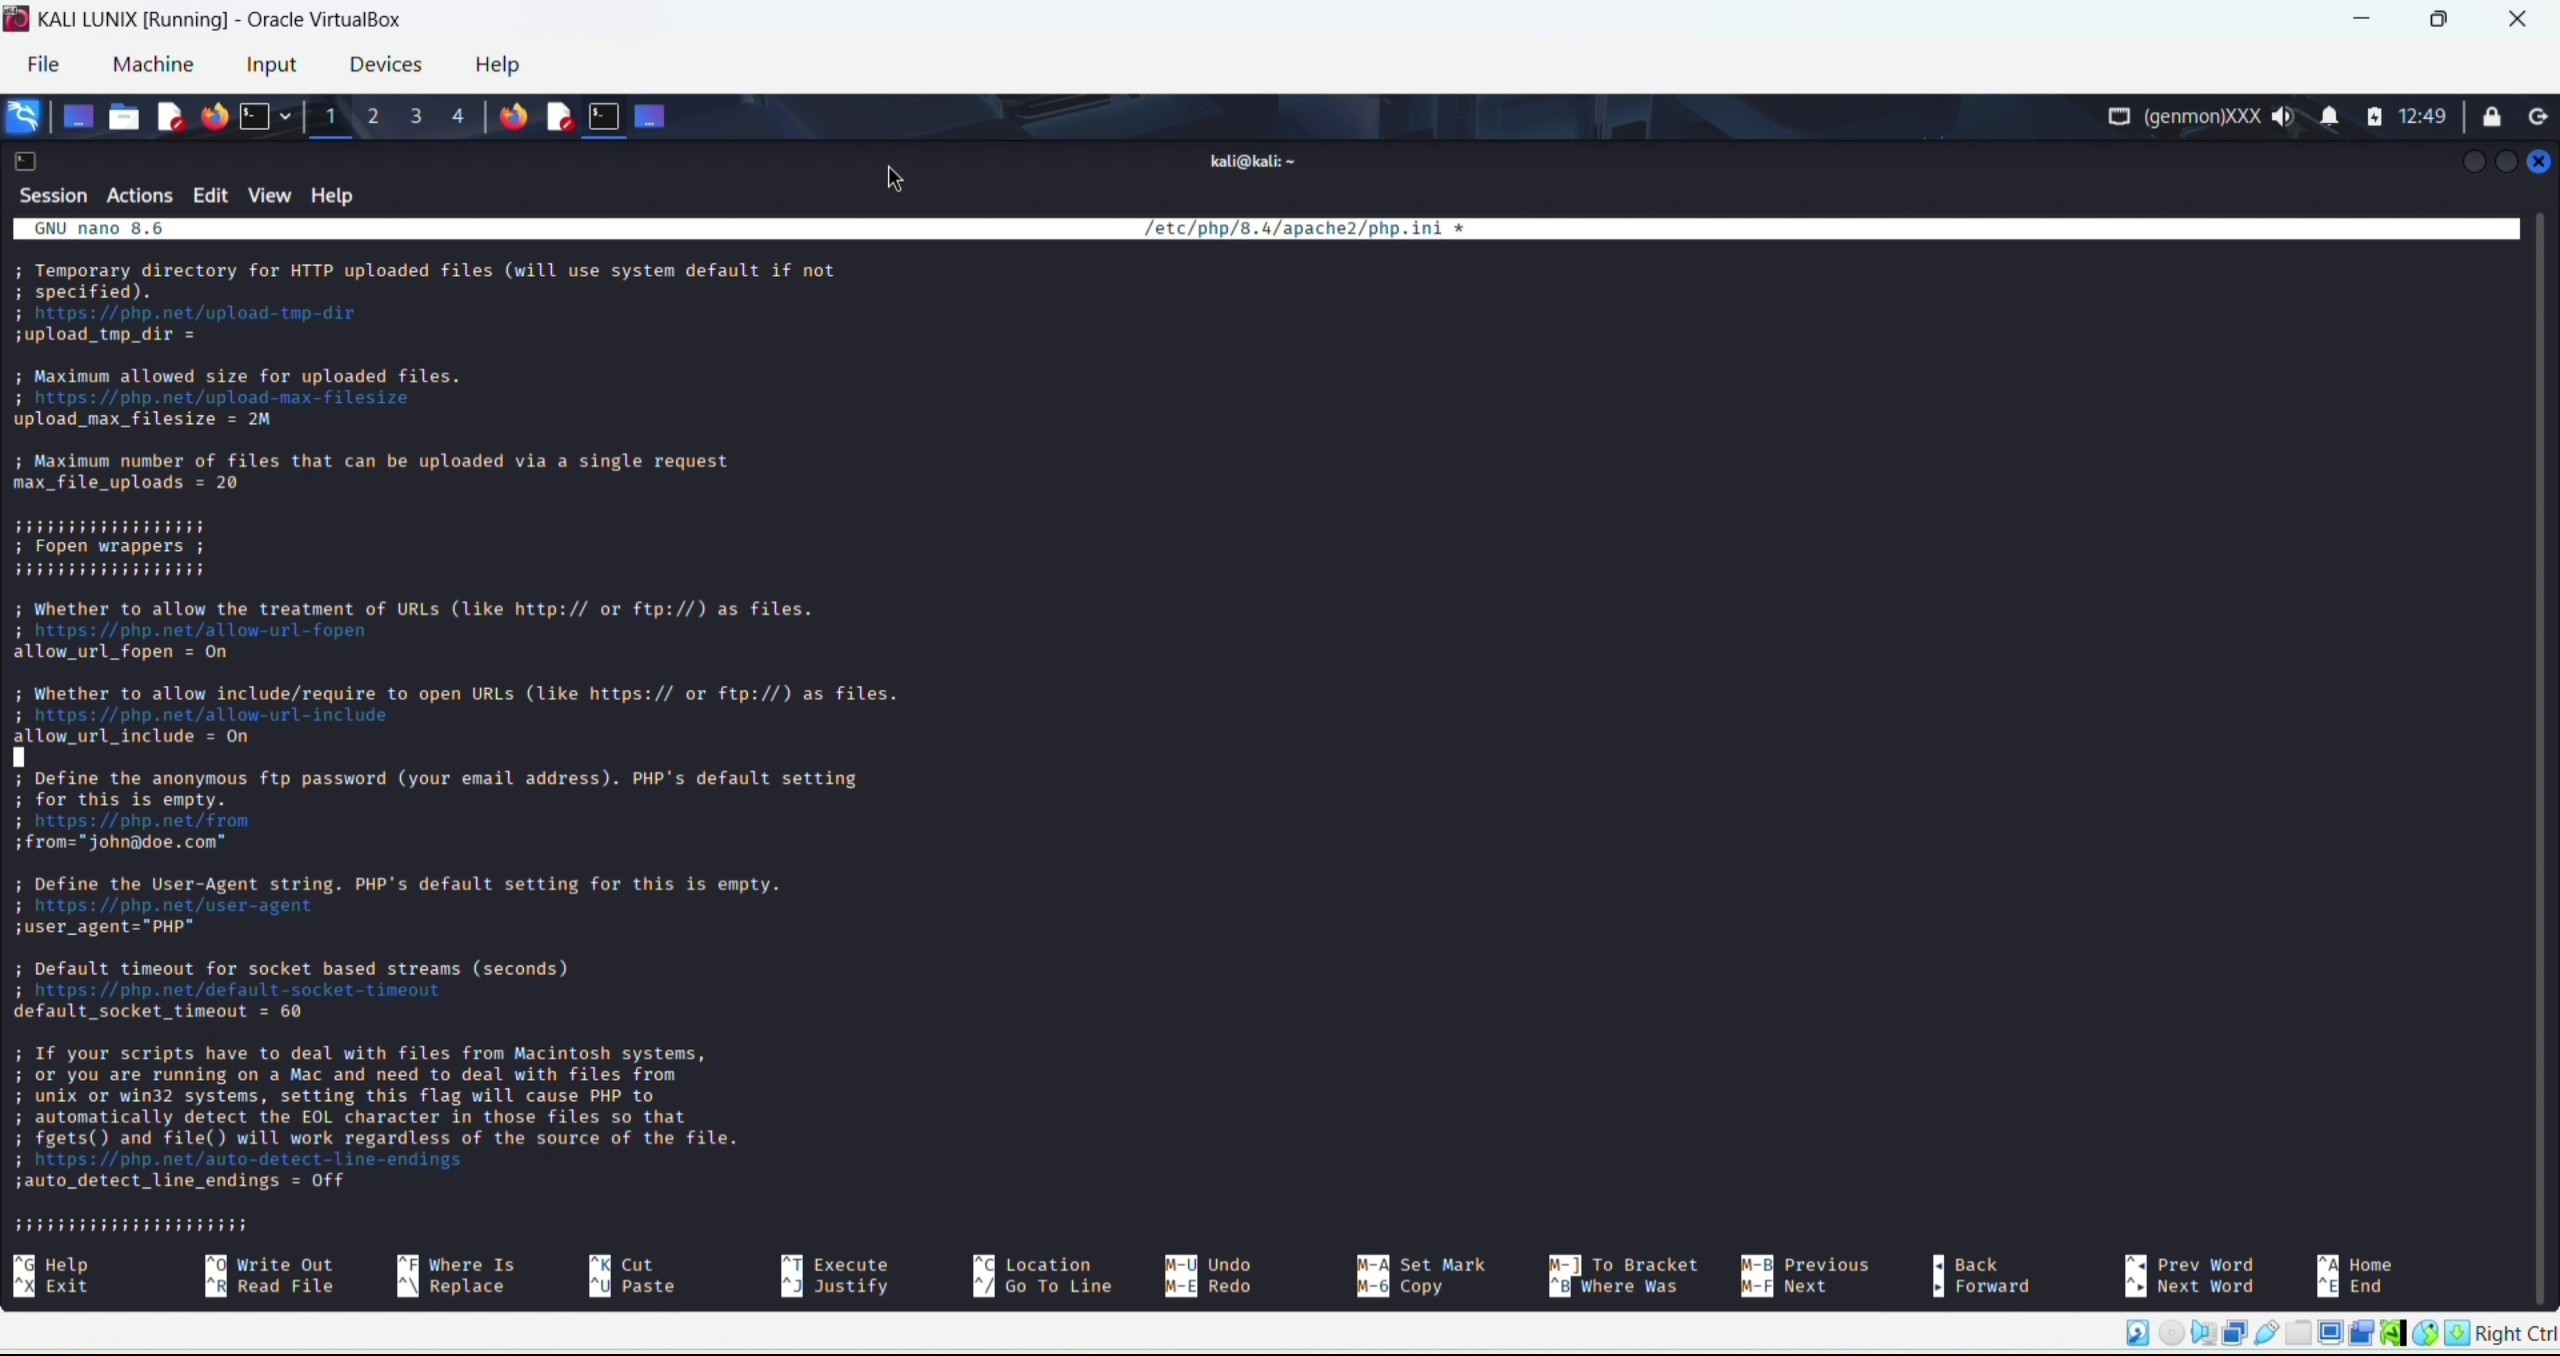 KALI LUNIX [Running] - Oracle VirtualBox
File Machine Input Devices Help
1 2 3 4 (genmon)XXX 12:49
kali@kali: ~
Session Actions Edit View Help
GNU nano 8.6 /etc/php/8.4/apache2/php.ini *
; Temporary directory for HTTP uploaded files (will use system default if not
; specified).
; https://php.net/upload-tmp-dir
;upload_tmp_dir =
; Maximum allowed size for uploaded files.
; https://php.net/upload-max-filesize
upload_max_filesize = 2M
; Maximum number of files that can be uploaded via a single request
max_file_uploads = 20
;;;;;;;;;;;;;;;;;;
; Fopen wrappers ;
;;;;;;;;;;;;;;;;;;
; Whether to allow the treatment of URLs (like http:// or ftp://) as files.
; https://php.net/allow-url-fopen
allow_url_fopen = On
; Whether to allow include/require to open URLs (like https:// or ftp://) as files.
; https://php.net/allow-url-include
allow_url_include = On
; Define the anonymous ftp password (your email address). PHP's default setting
; for this is empty.
; https://php.net/from
;from="john@doe.com"
; Define the User-Agent string. PHP's default setting for this is empty.
; https://php.net/user-agent
;user_agent="PHP"
; Default timeout for socket based streams (seconds)
; https://php.net/default-socket-timeout
default_socket_timeout = 60
; If your scripts have to deal with files from Macintosh systems,
; or you are running on a Mac and need to deal with files from
; unix or win32 systems, setting this flag will cause PHP to
; automatically detect the EOL character in those files so that
; fgets() and file() will work regardless of the source of the file.
; https://php.net/auto-detect-line-endings
;auto_detect_line_endings = Off
;;;;;;;;;;;;;;;;;;;;;;
^G Help ^O Write Out ^F Where Is ^K Cut ^T Execute ^C Location M-U Undo M-A Set Mark M-] To Bracket M-B Previous ◂ Back ^◂ Prev Word ^A Home
^X Exit ^R Read File ^\ Replace ^U Paste ^J Justify ^/ Go To Line M-E Redo M-6 Copy ^B Where Was M-F Next ▸ Forward ^▸ Next Word ^E End
Right Ctrl